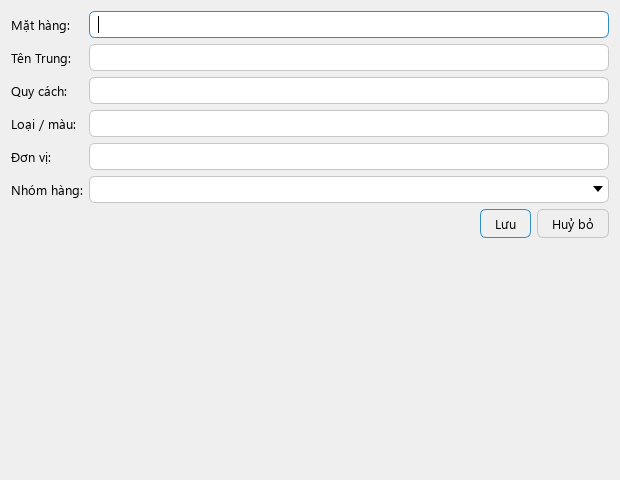 Mặt hàng:
Tên Trung:
Quy cách:
Loại / màu:
Đơn vị:
Nhóm hàng:
Lưu Huỷ bỏ